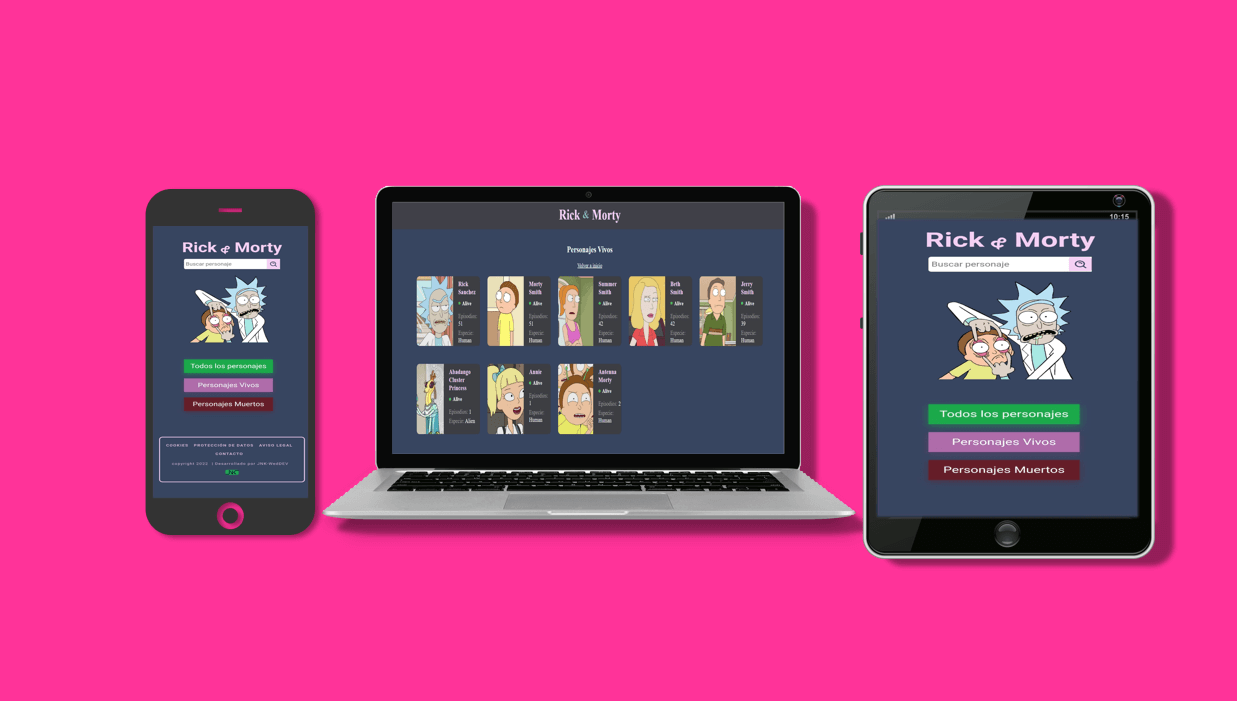 Rick & Morty
Buscar personaje
Todos los personajes
Personajes Vivos
Personajes Muertos
COOKIES PROTECCIÓN DE DATOS AVISO LEGAL
CONTACTO
copyright 2022 | Desarrollado por JNK-WebDEV
Rick & Morty
Personajes Vivos
Volver a inicio
Rick
Sanchez
Alive
Episodios:
51
Especie:
Human
Morty
Smith
Alive
Episodios:
51
Especie:
Human
Summer
Smith
Alive
Episodios:
42
Especie:
Human
Beth
Smith
Alive
Episodios:
42
Especie:
Human
Jerry
Smith
Alive
Episodios:
39
Especie:
Human
Abadango
Cluster
Princess
Alive
Episodios: 1
Especie: Alien
Annie
Alive
Episodios:
1
Especie:
Human
Antenna
Morty
Alive
Episodios: 2
Especie:
Human
10:15
Rick & Morty
Buscar personaje
Todos los personajes
Personajes Vivos
Personajes Muertos